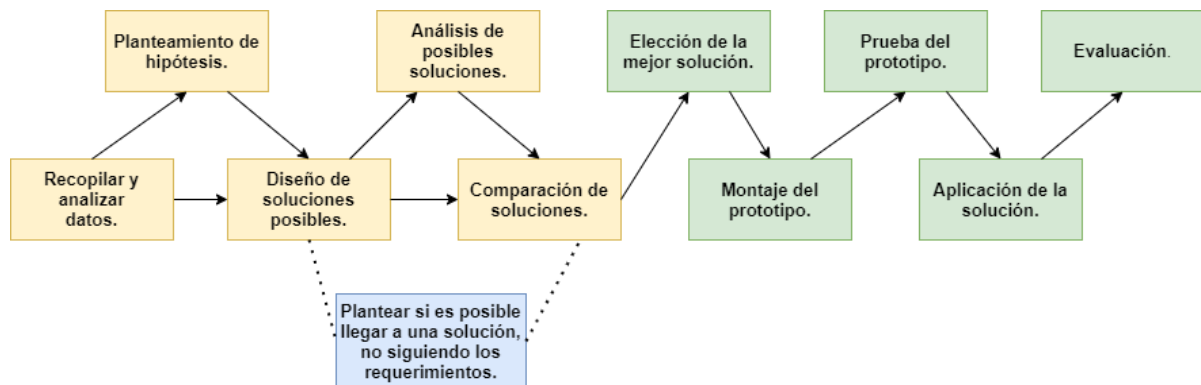 Planteamiento de
hipótesis.
Análisis de
posibles
soluciones.
Elección de la
mejor solución.
Prueba del
prototipo.
Evaluación.
Recopilar y
analizar
datos.
Diseño de
soluciones
posibles.
Comparación de
soluciones.
Montaje del
prototipo.
Aplicación de la
solución.
Plantear si es posible
llegar a una solución,
no siguiendo los
requerimientos.